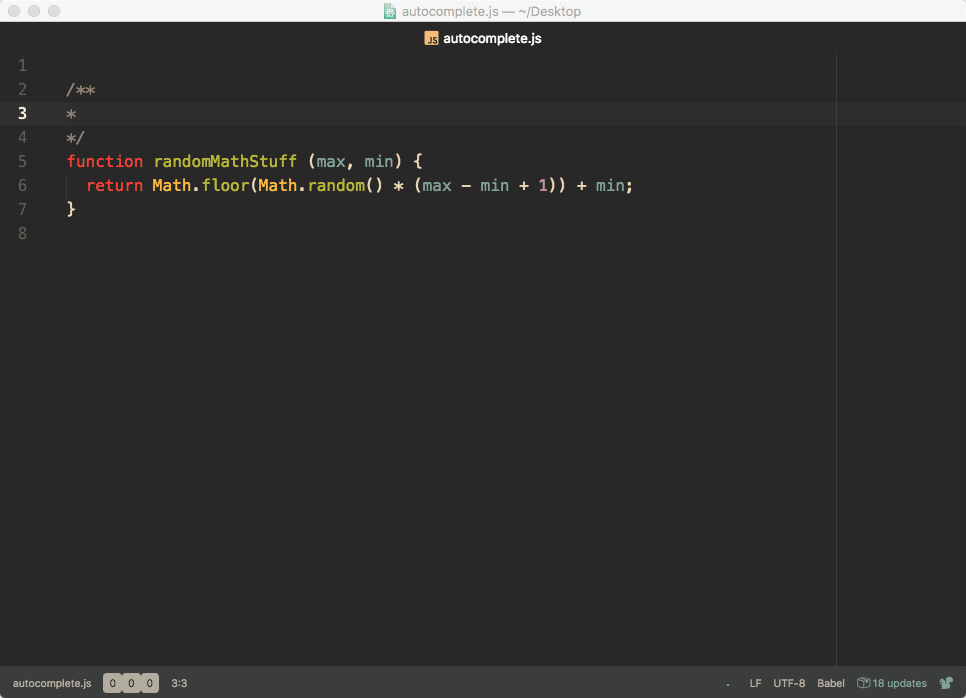 autocomplete.js — ~/Desktop
JS autocomplete.js
1
2 /**
3 *
4 */
5 function randomMathStuff (max, min) {
6 return Math.floor(Math.random() * (max - min + 1)) + min;
7 }
8
autocomplete.js 0 0 0 3:3 LF UTF-8 Babel 18 updates